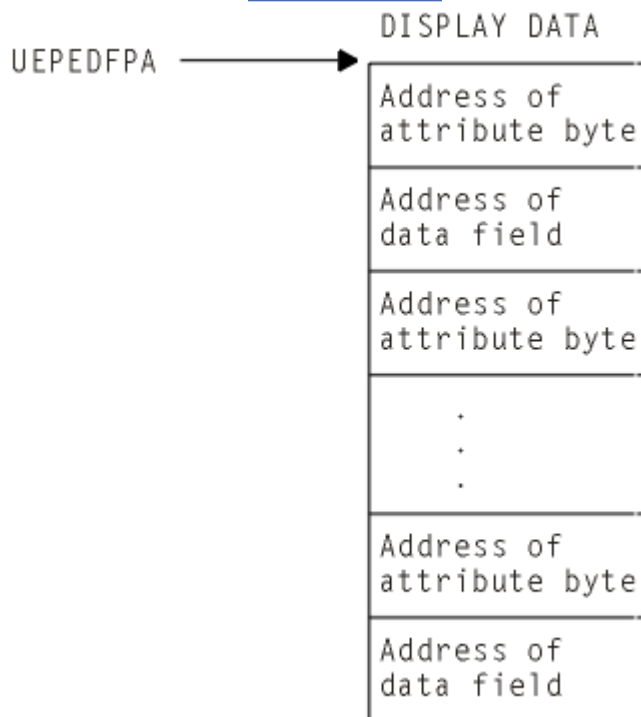 DISPLAY DATA
UEPEDFPA
Address of
attribute byte
Address of
data field
Address of
attribute byte
.
.
.
Address of
attribute byte
Address of
data field